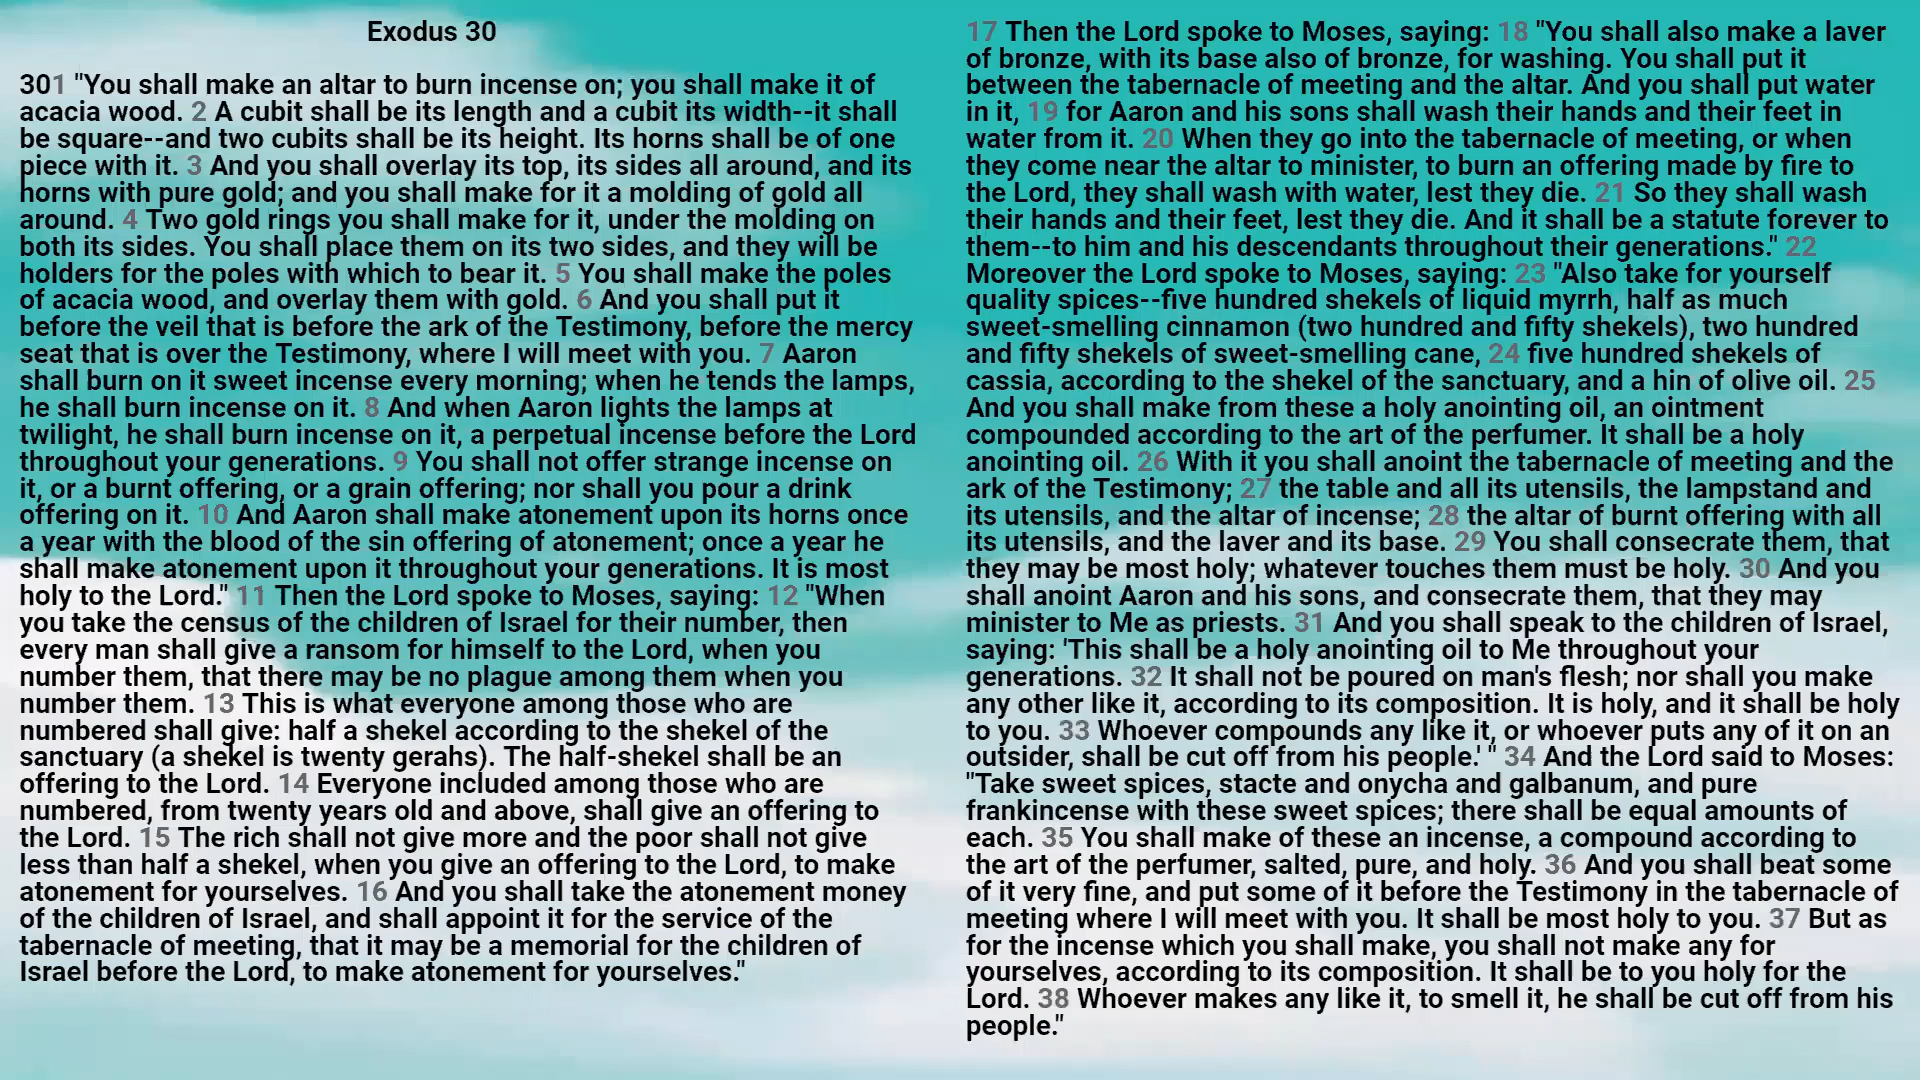 Exodus 30
301 "You shall make an altar to burn incense on; you shall make it of
acacia wood. 2 A cubit shall be its length and a cubit its width--it shall
be square--and two cubits shall be its height. Its horns shall be of one
piece with it. 3 And you shall overlay its top, its sides all around, and its
horns with pure gold; and you shall make for it a molding of gold all
around. 4 Two gold rings you shall make for it, under the molding on
both its sides. You shall place them on its two sides, and they will be
holders for the poles with which to bear it. 5 You shall make the poles
of acacia wood, and overlay them with gold. 6 And you shall put it
before the veil that is before the ark of the Testimony, before the mercy
seat that is over the Testimony, where I will meet with you. 7 Aaron
shall burn on it sweet incense every morning; when he tends the lamps,
he shall burn incense on it. 8 And when Aaron lights the lamps at
twilight, he shall burn incense on it, a perpetual incense before the Lord
throughout your generations. 9 You shall not offer strange incense on
it, or a burnt offering, or a grain offering; nor shall you pour a drink
offering on it. 10 And Aaron shall make atonement upon its horns once
a year with the blood of the sin offering of atonement; once a year he
shall make atonement upon it throughout your generations. It is most
holy to the Lord." 11 Then the Lord spoke to Moses, saying: 12 "When
you take the census of the children of Israel for their number, then
every man shall give a ransom for himself to the Lord, when you
number them, that there may be no plague among them when you
number them. 13 This is what everyone among those who are
numbered shall give: half a shekel according to the shekel of the
sanctuary (a shekel is twenty gerahs). The half-shekel shall be an
offering to the Lord. 14 Everyone included among those who are
numbered, from twenty years old and above, shall give an offering to
the Lord. 15 The rich shall not give more and the poor shall not give
less than half a shekel, when you give an offering to the Lord, to make
atonement for yourselves. 16 And you shall take the atonement money
of the children of Israel, and shall appoint it for the service of the
tabernacle of meeting, that it may be a memorial for the children of
Israel before the Lord, to make atonement for yourselves."
17 Then the Lord spoke to Moses, saying: 18 "You shall also make a laver
of bronze, with its base also of bronze, for washing. You shall put it
between the tabernacle of meeting and the altar. And you shall put water
in it, 19 for Aaron and his sons shall wash their hands and their feet in
water from it. 20 When they go into the tabernacle of meeting, or when
they come near the altar to minister, to burn an offering made by fire to
the Lord, they shall wash with water, lest they die. 21 So they shall wash
their hands and their feet, lest they die. And it shall be a statute forever to
them--to him and his descendants throughout their generations." 22
Moreover the Lord spoke to Moses, saying: 23 "Also take for yourself
quality spices--five hundred shekels of liquid myrrh, half as much
sweet-smelling cinnamon (two hundred and fifty shekels), two hundred
and fifty shekels of sweet-smelling cane, 24 five hundred shekels of
cassia, according to the shekel of the sanctuary, and a hin of olive oil. 25
And you shall make from these a holy anointing oil, an ointment
compounded according to the art of the perfumer. It shall be a holy
anointing oil. 26 With it you shall anoint the tabernacle of meeting and the
ark of the Testimony; 27 the table and all its utensils, the lampstand and
its utensils, and the altar of incense; 28 the altar of burnt offering with all
its utensils, and the laver and its base. 29 You shall consecrate them, that
they may be most holy; whatever touches them must be holy. 30 And you
shall anoint Aaron and his sons, and consecrate them, that they may
minister to Me as priests. 31 And you shall speak to the children of Israel,
saying: 'This shall be a holy anointing oil to Me throughout your
generations. 32 It shall not be poured on man's flesh; nor shall you make
any other like it, according to its composition. It is holy, and it shall be holy
to you. 33 Whoever compounds any like it, or whoever puts any of it on an
outsider, shall be cut off from his people.' " 34 And the Lord said to Moses:
"Take sweet spices, stacte and onycha and galbanum, and pure
frankincense with these sweet spices; there shall be equal amounts of
each. 35 You shall make of these an incense, a compound according to
the art of the perfumer, salted, pure, and holy. 36 And you shall beat some
of it very fine, and put some of it before the Testimony in the tabernacle of
meeting where I will meet with you. It shall be most holy to you. 37 But as
for the incense which you shall make, you shall not make any for
yourselves, according to its composition. It shall be to you holy for the
Lord. 38 Whoever makes any like it, to smell it, he shall be cut off from his
people."